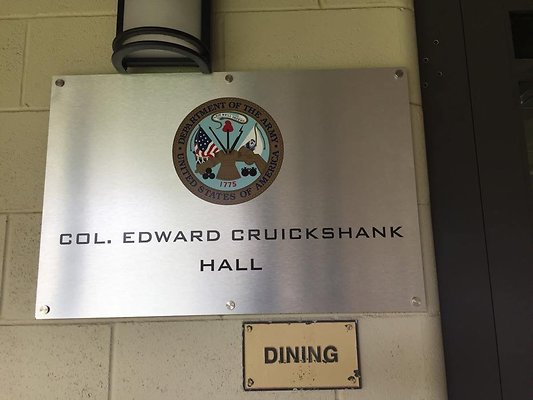 DEPARTMENT OF THE ARMY
UNITED STATES OF AMERICA
1775
COL. EDWARD CRUICKSHANK
HALL
DINING